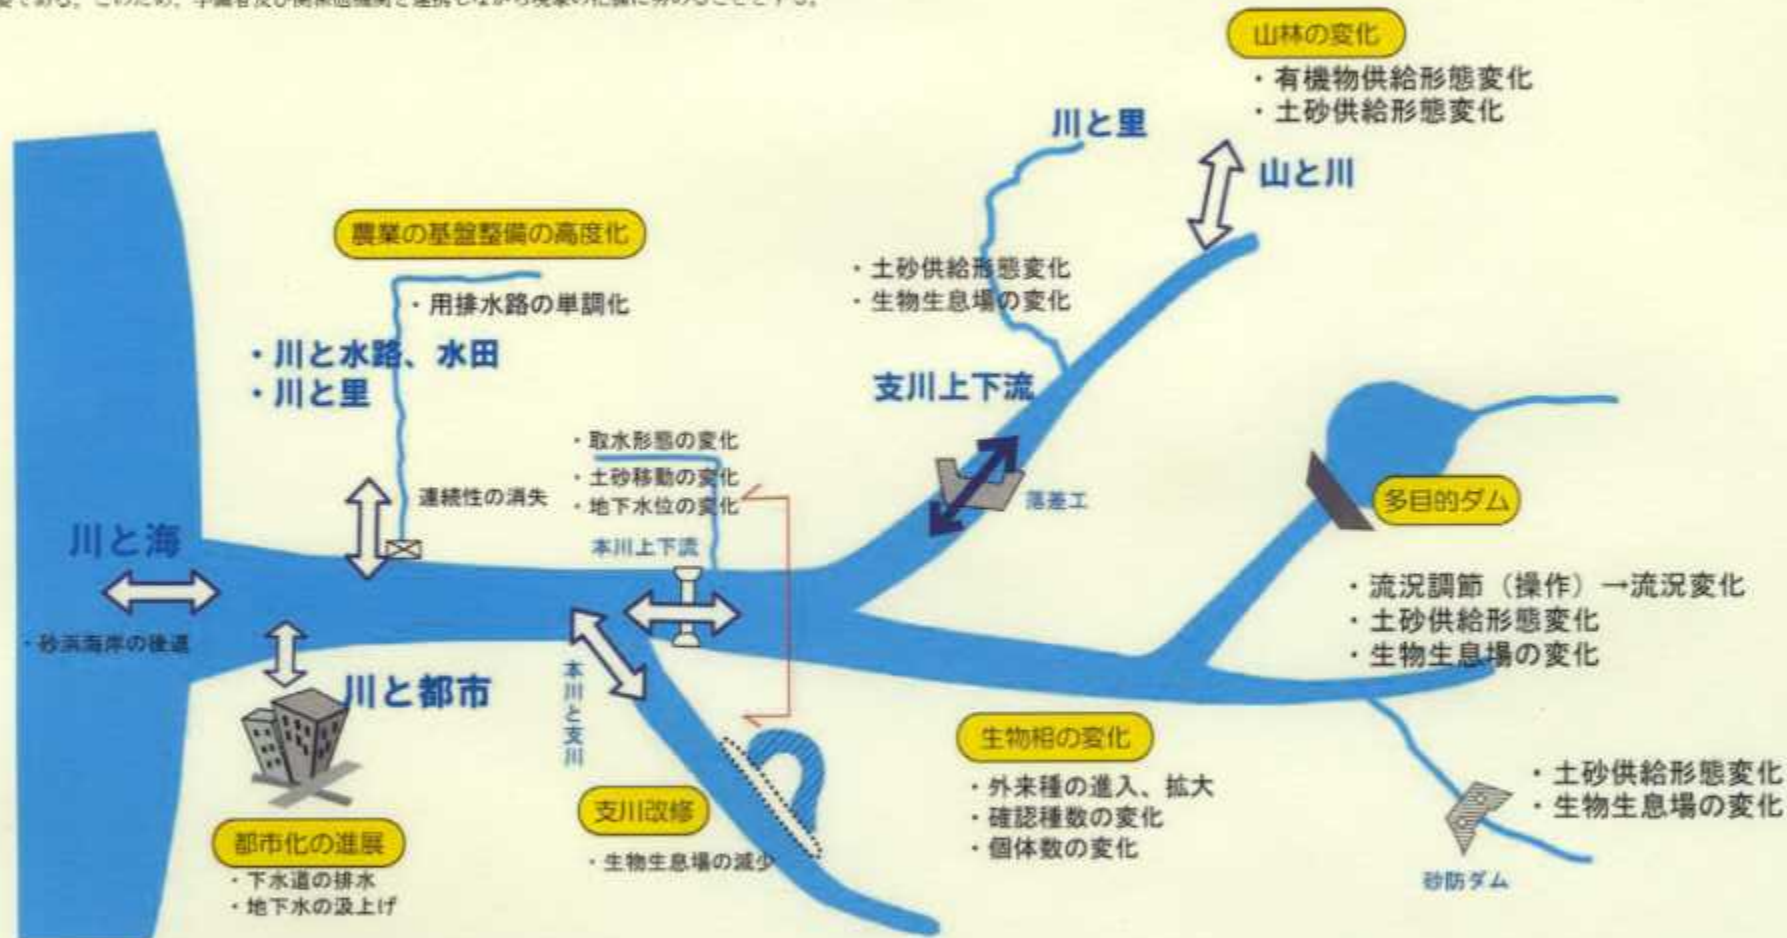 山林の変化
・有機物供給形態変化
・土砂供給形態変化
川と里
山と川
農業の基盤整備の高度化
・用排水路の単調化
・土砂供給形態変化
・生物生息場の変化
・川と水路、水田
・川と里
支川上下流
・取水形態の変化
・土砂移動の変化
・地下水位の変化
連続性の消失
落差工
多目的ダム
川と海
本川上下流
・流況調節(操作)→流況変化
・土砂供給形態変化
・生物生息場の変化
・砂浜海岸の後退
川と都市
本川と支川
生物相の変化
・外来種の進入、拡大
・確認種数の変化
・個体数の変化
・土砂供給形態変化
・生物生息場の変化
支川改修
・生物生息場の減少
都市化の進展
・下水道の排水
・地下水の汲上げ
砂防ダム